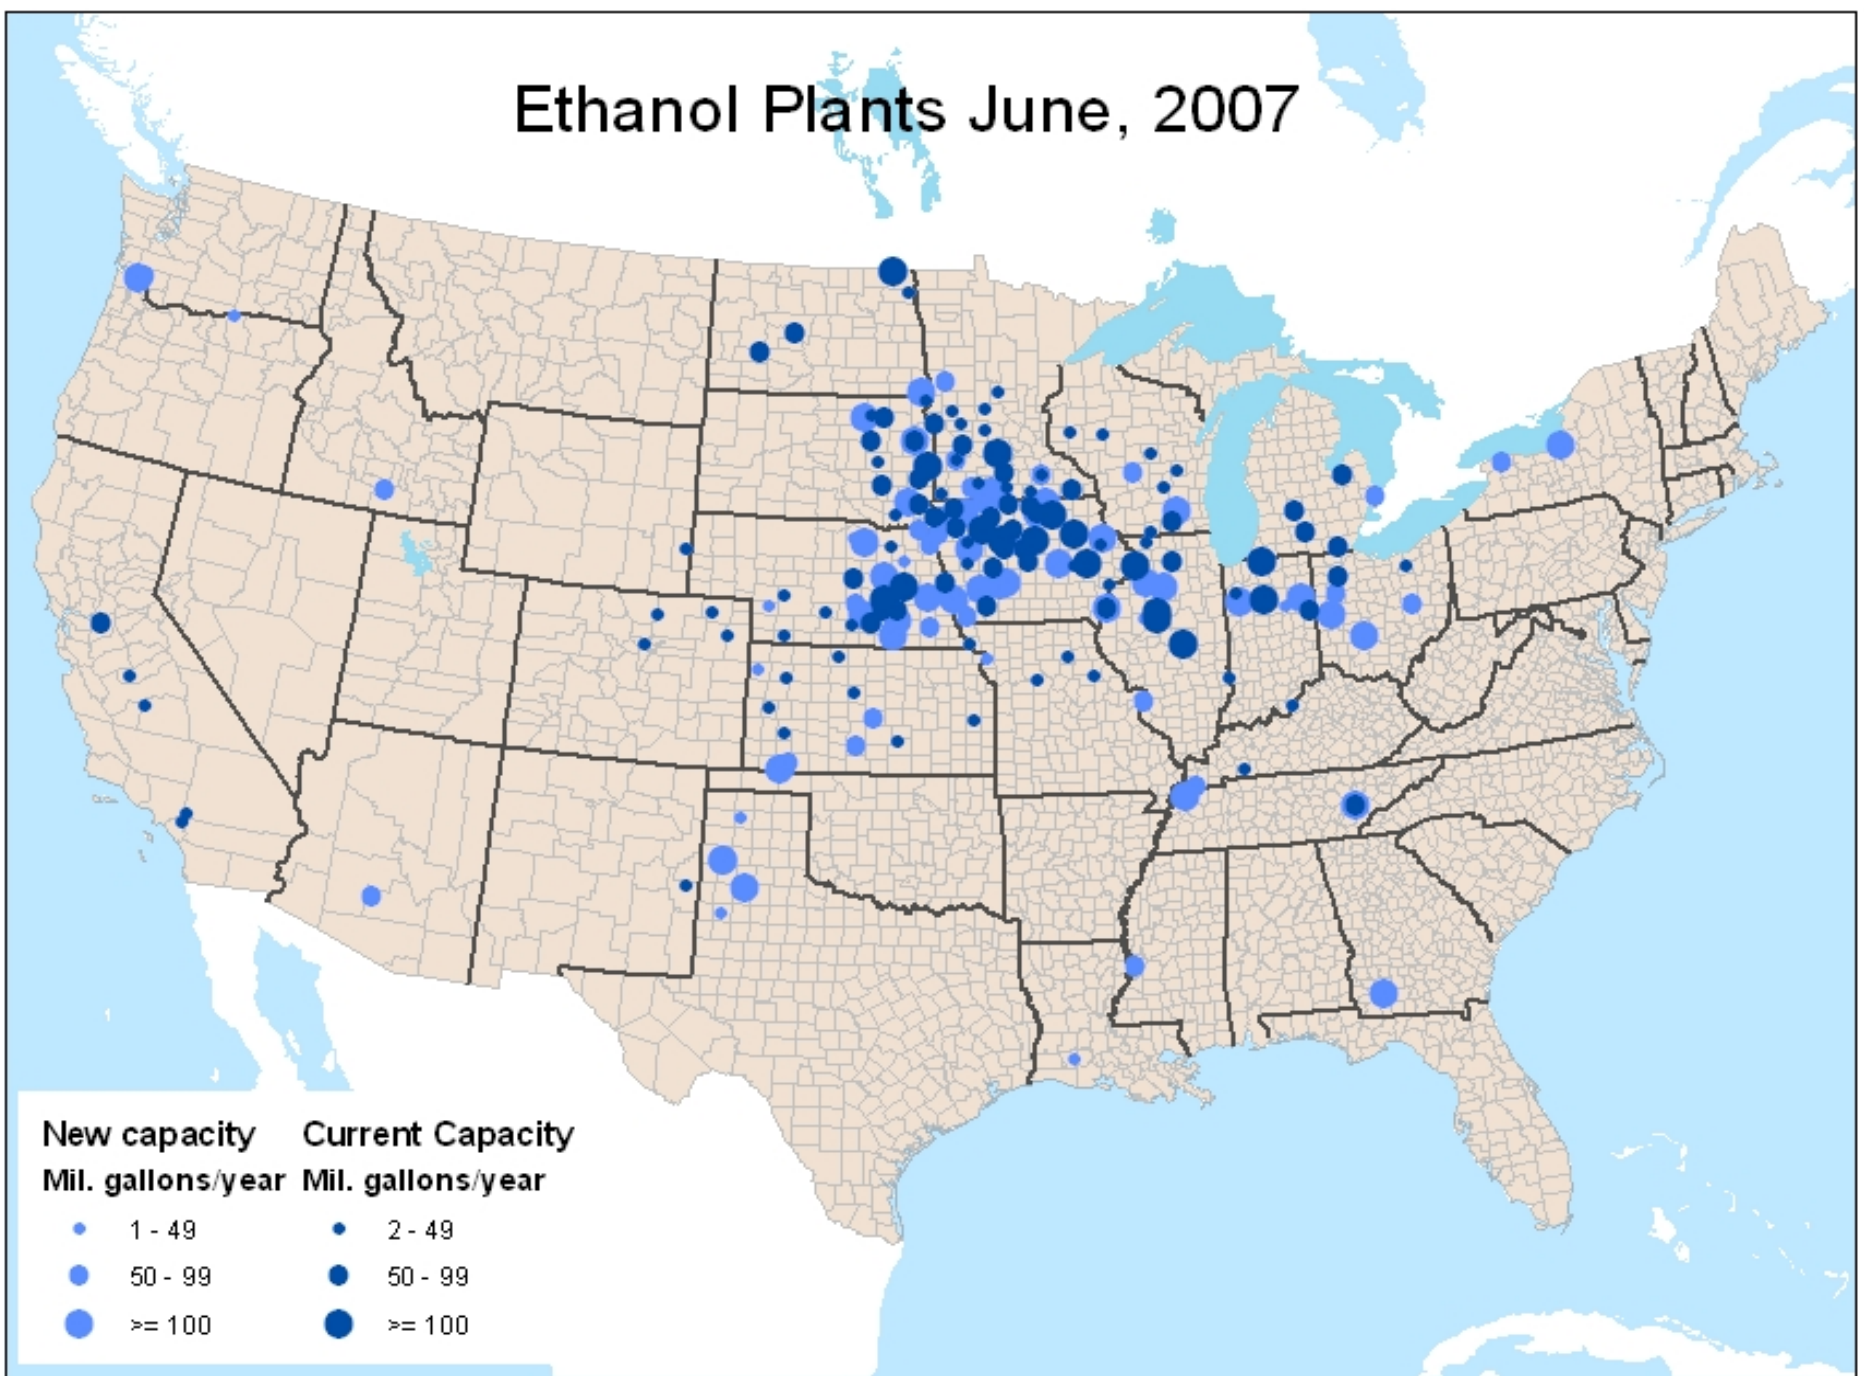 Ethanol Plants June, 2007
New capacity Current Capacity
Mil. gallons/year Mil. gallons/year
1 - 49 2 - 49
50 - 99 50 - 99
>= 100 >= 100